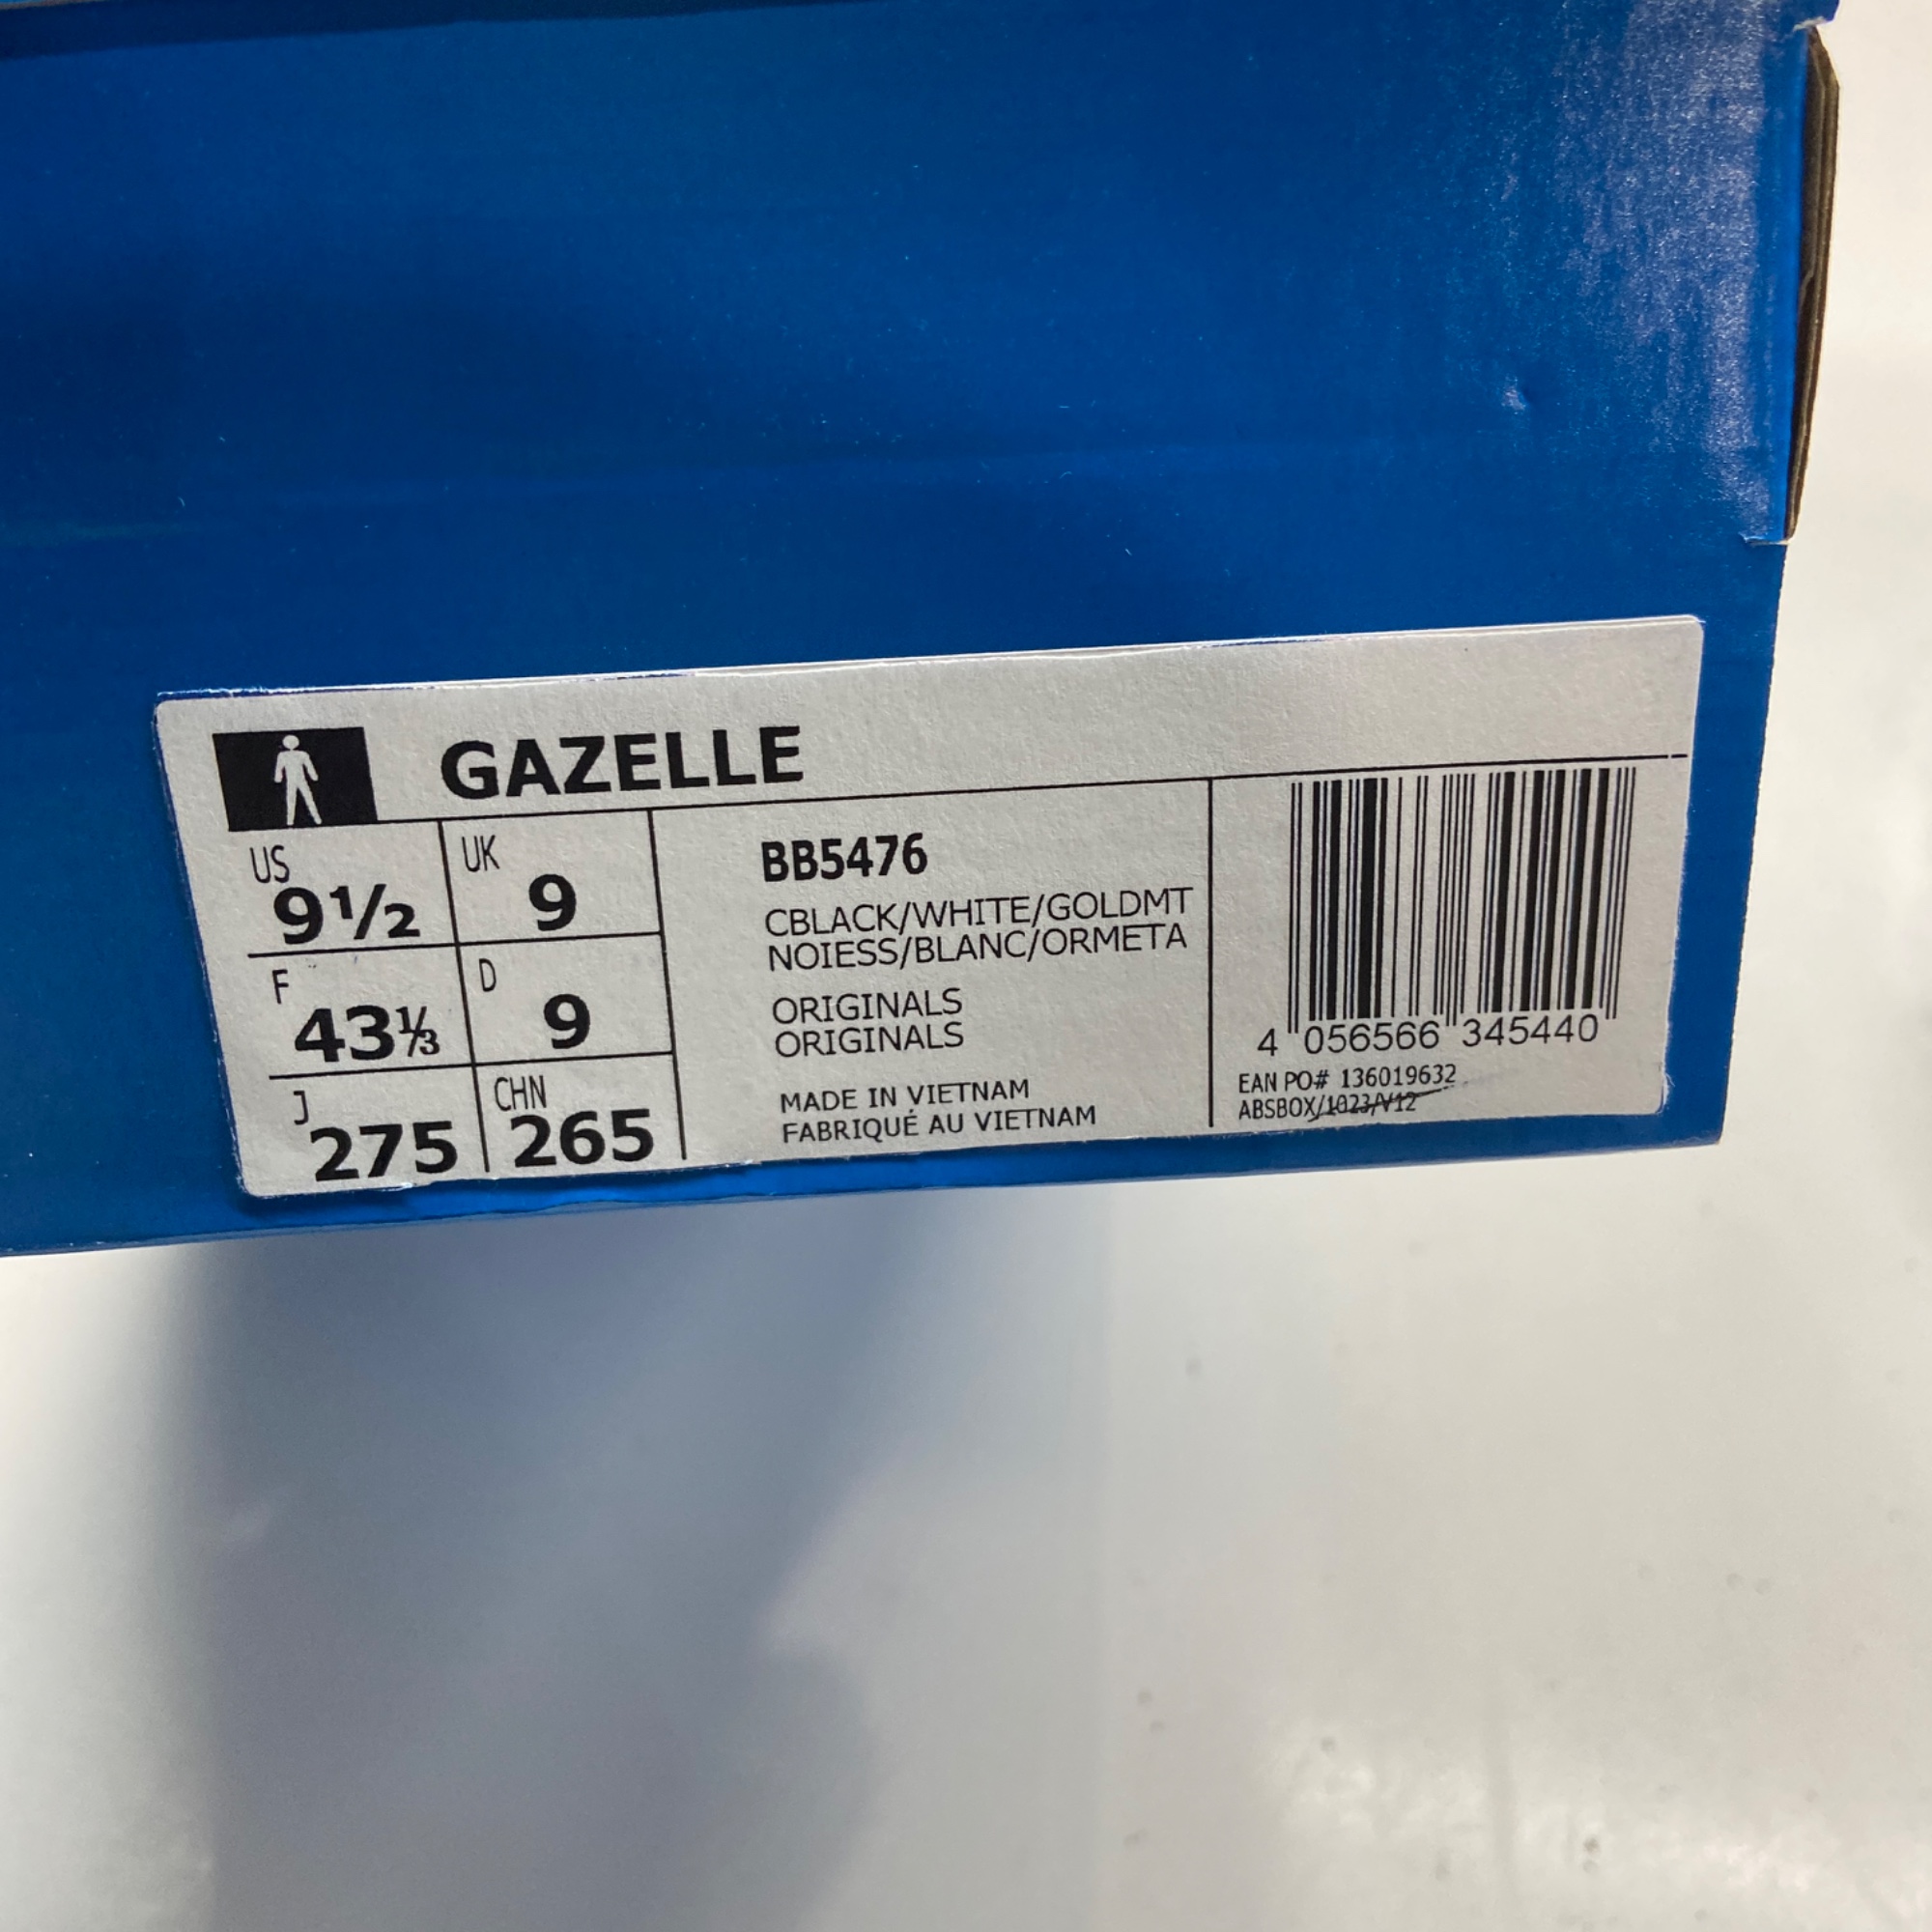 GAZELLE
US
9½
UK
9
F
43⅓
D
9
J
275
CHN
265
BB5476
CBLACK/WHITE/GOLDMT
NOIESS/BLANC/ORMETA
ORIGINALS
ORIGINALS
MADE IN VIETNAM
FABRIQUÉ AU VIETNAM
4 056566 345440
EAN PO# 136019632
ABSBOX/1023/V12